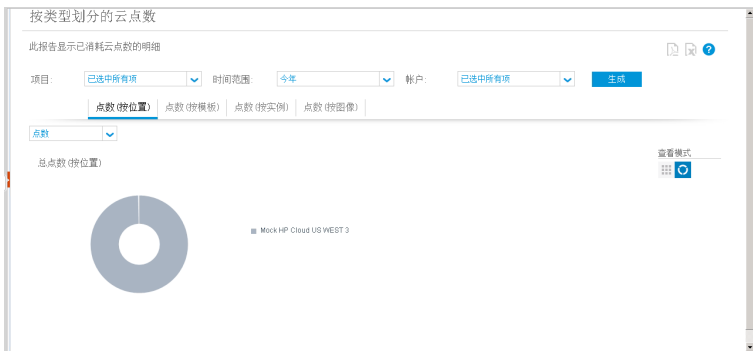 按类型划分的云点数
此报告显示已消耗云点数的明细
项目: 已选中所有项 时间范围: 今年 帐户: 已选中所有项 生成
点数(按位置) 点数(按模板) 点数(按实例) 点数(按图像)
点数
查看模式
总点数(按位置)
Mock HP Cloud US WEST 3